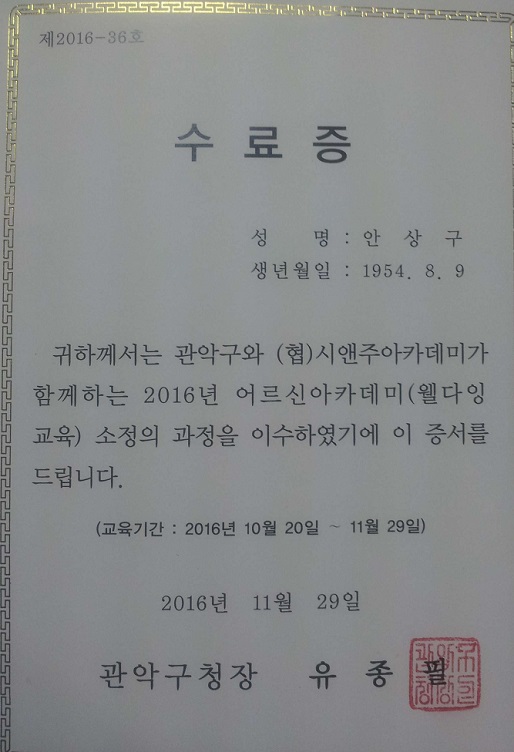 제2016-36호
수 료 증
성 명 : 안 상 구
생년월일 : 1954. 8. 9
귀하께서는 관악구와 (협)시앤주아카데미가
함께하는 2016년 어르신아카데미(웰다잉
교육) 소정의 과정을 이수하였기에 이 증서를
드립니다.
(교육기간 : 2016년 10월 20일 ~ 11월 29일)
2016년 11월 29일
관악구청장 유 종 필